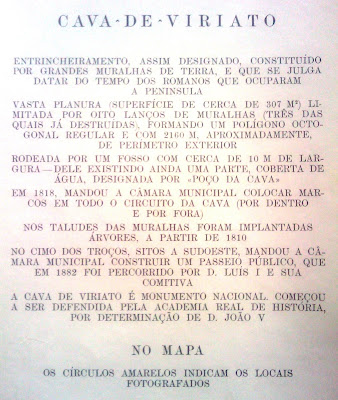 CAVA-DE-VIRIATO
ENTRINCHEIRAMENTO, ASSIM DESIGNADO, CONSTITUÍDO
POR GRANDES MURALHAS DE TERRA, E QUE SE JULGA
DATAR DO TEMPO DOS ROMANOS QUE OCUPARAM
A PENINSULA
VASTA PLANURA (SUPERFÍCIE DE CERCA DE 307 M²) LI-
MITADA POR OITO LANÇOS DE MURALHAS (TRÊS DAS
QUAIS JÁ DESTRUÍDAS), FORMANDO UM POLÍGONO OCTO-
GONAL REGULAR E COM 2160 M, APROXIMADAMENTE,
DE PERÍMETRO EXTERIOR
RODEADA POR UM FOSSO COM CERCA DE 10 M DE LAR-
GURA—DELE EXISTINDO AINDA UMA PARTE, COBERTA DE
ÁGUA, DESIGNADA POR «POÇO DA CAVA»
EM 1818, MANDOU A CÂMARA MUNICIPAL COLOCAR MAR-
COS EM TODO O CIRCUITO DA CAVA (POR DENTRO
E POR FORA)
NOS TALUDES DAS MURALHAS FORAM IMPLANTADAS
ÁRVORES, A PARTIR DE 1810
NO CIMO DOS TROÇOS, SITOS A SUDOESTE, MANDOU A CÂ-
MARA MUNICIPAL CONSTRUIR UM PASSEIO PÚBLICO, QUE
EM 1882 FOI PERCORRIDO POR D. LUÍS I E SUA
COMITIVA
A CAVA DE VIRIATO É MONUMENTO NACIONAL. COMEÇOU
A SER DEFENDIDA PELA ACADEMIA REAL DE HISTÓRIA,
POR DETERMINAÇÃO DE D. JOÃO V
NO MAPA
OS CÍRCULOS AMARELOS INDICAM OS LOCAIS
FOTOGRAFADOS